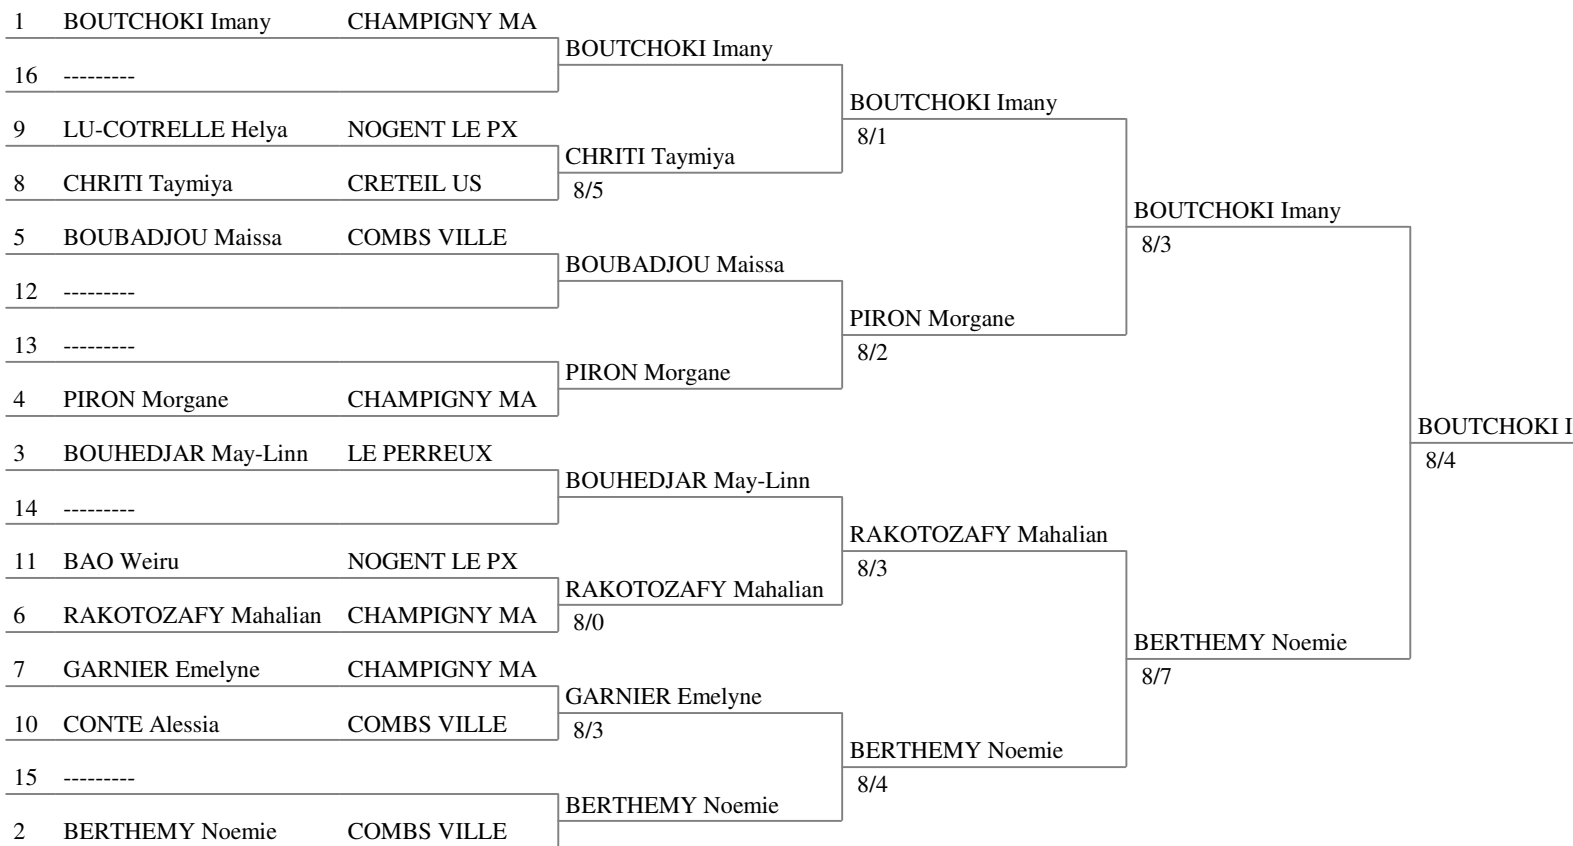 1 BOUTCHOKI Imany CHAMPIGNY MA
BOUTCHOKI Imany
16 ---------
BOUTCHOKI Imany
8/1
9 LU-COTRELLE Helya NOGENT LE PX
CHRITI Taymiya
8/5
8 CHRITI Taymiya CRETEIL US
BOUTCHOKI Imany
8/3
5 BOUBADJOU Maissa COMBS VILLE
BOUBADJOU Maissa
12 ---------
PIRON Morgane
8/2
13 ---------
PIRON Morgane
4 PIRON Morgane CHAMPIGNY MA
BOUTCHOKI I
8/4
3 BOUHEDJAR May-Linn LE PERREUX
BOUHEDJAR May-Linn
14 ---------
RAKOTOZAFY Mahalian
8/3
11 BAO Weiru NOGENT LE PX
RAKOTOZAFY Mahalian
8/0
6 RAKOTOZAFY Mahalian CHAMPIGNY MA
BERTHEMY Noemie
8/7
7 GARNIER Emelyne CHAMPIGNY MA
GARNIER Emelyne
8/3
10 CONTE Alessia COMBS VILLE
BERTHEMY Noemie
8/4
15 ---------
BERTHEMY Noemie
2 BERTHEMY Noemie COMBS VILLE